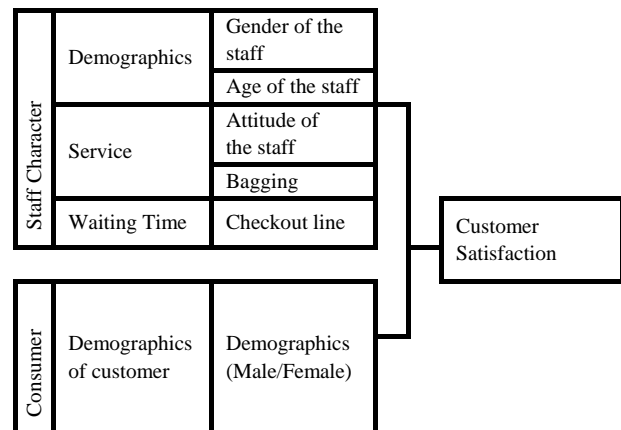 Staff Character
Demographics
Gender of the
staff
Age of the staff
Service
Attitude of
the staff
Bagging
Waiting Time
Checkout line
Customer
Satisfaction
Consumer
Demographics
of customer
Demographics
(Male/Female)